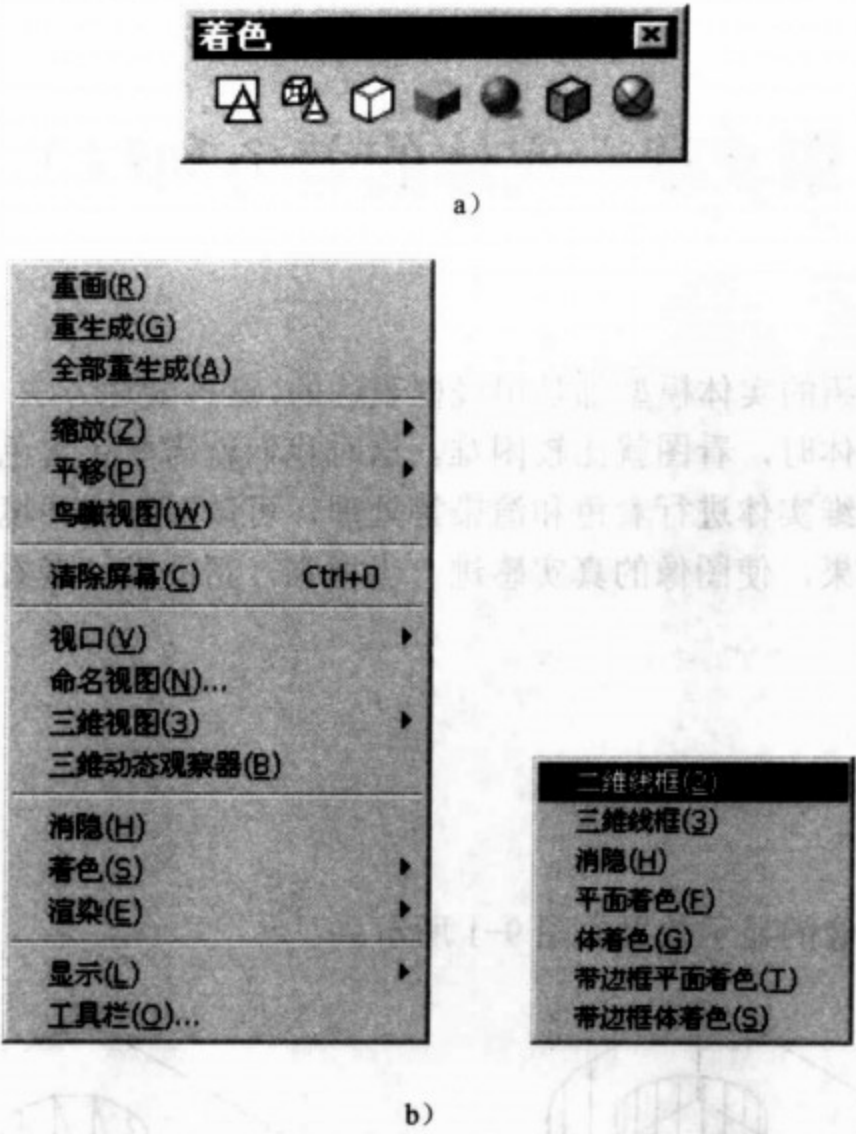 着色
a）
重画(R)
重生成(G)
全部重生成(A)
缩放(Z)
平移(P)
鸟瞰视图(W)
清除屏幕(C) Ctrl+0
视口(V)
命名视图(N)...
三维视图(3)
三维动态观察器(B)
消隐(H)
着色(S)
渲染(E)
显示(L)
工具栏(O)...
二维线框(2)
三维线框(3)
消隐(H)
平面着色(F)
体着色(G)
带边框平面着色(T)
带边框体着色(S)
b）